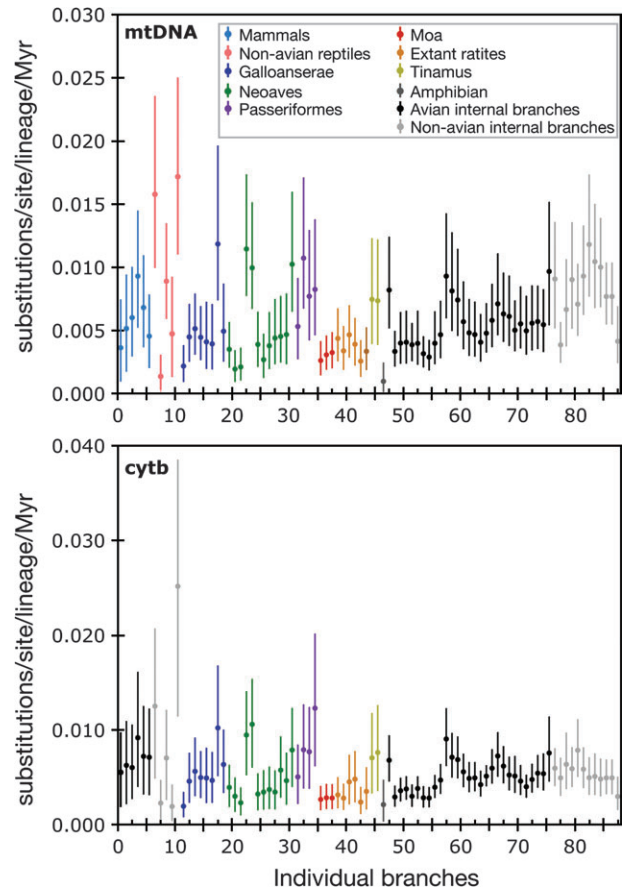 mtDNA
Mammals
Non-avian reptiles
Galloanserae
Neoaves
Passeriformes
Moa
Extant ratites
Tinamus
Amphibian
Avian internal branches
Non-avian internal branches
substitutions/site/lineage/Myr
0.030
0.025
0.020
0.015
0.010
0.005
0.000
0 10 20 30 40 50 60 70 80
cytb
substitutions/site/lineage/Myr
0.040
0.030
0.020
0.010
0.000
0 10 20 30 40 50 60 70 80
Individual branches